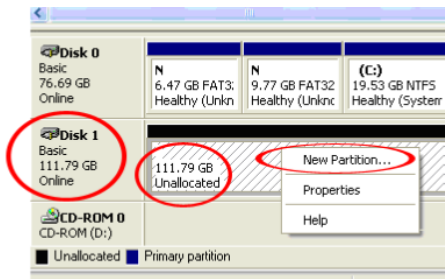 Disk 0
Basic
76.69 GB
Online
N
6.47 GB FAT3:
Healthy (Unkn
N
9.77 GB FAT32
Healthy (Unknc
(C:)
19.53 GB NTFS
Healthy (System
Disk 1
Basic
111.79 GB
Online
111.79 GB
Unallocated
New Partition...
Properties
Help
CD-ROM 0
CD-ROM (D:)
Unallocated Primary partition